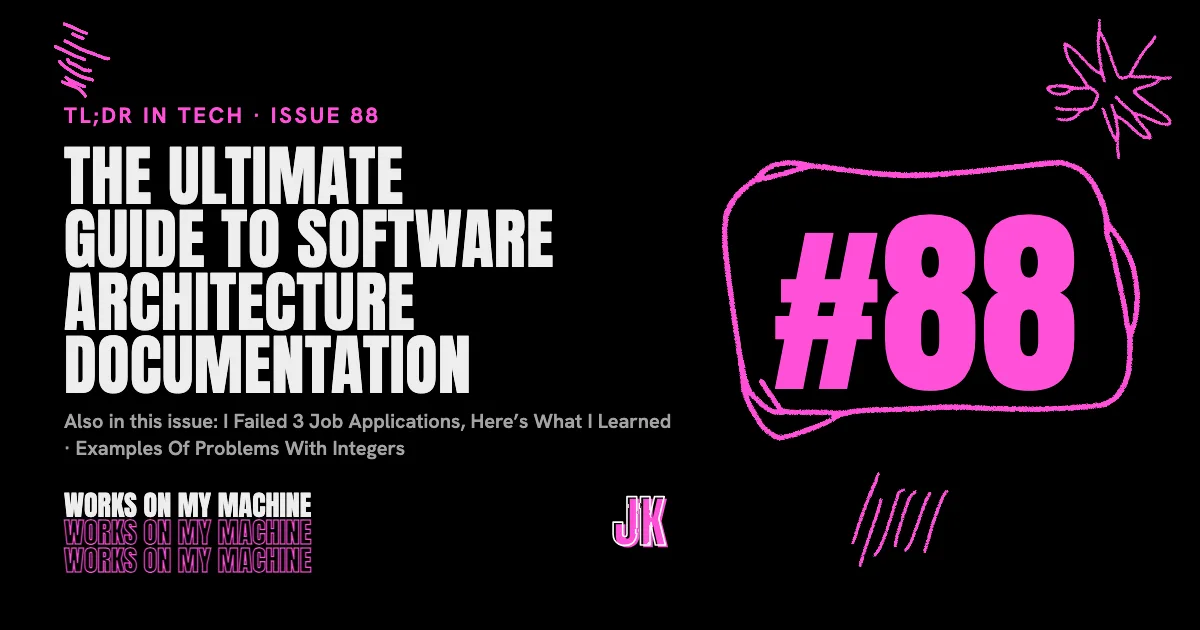 TL;DR IN TECH · ISSUE 88
THE ULTIMATE
GUIDE TO SOFTWARE
ARCHITECTURE
DOCUMENTATION
Also in this issue: I Failed 3 Job Applications, Here’s What I Learned
· Examples Of Problems With Integers
#88
WORKS ON MY MACHINE
WORKS ON MY MACHINE
WORKS ON MY MACHINE
JK